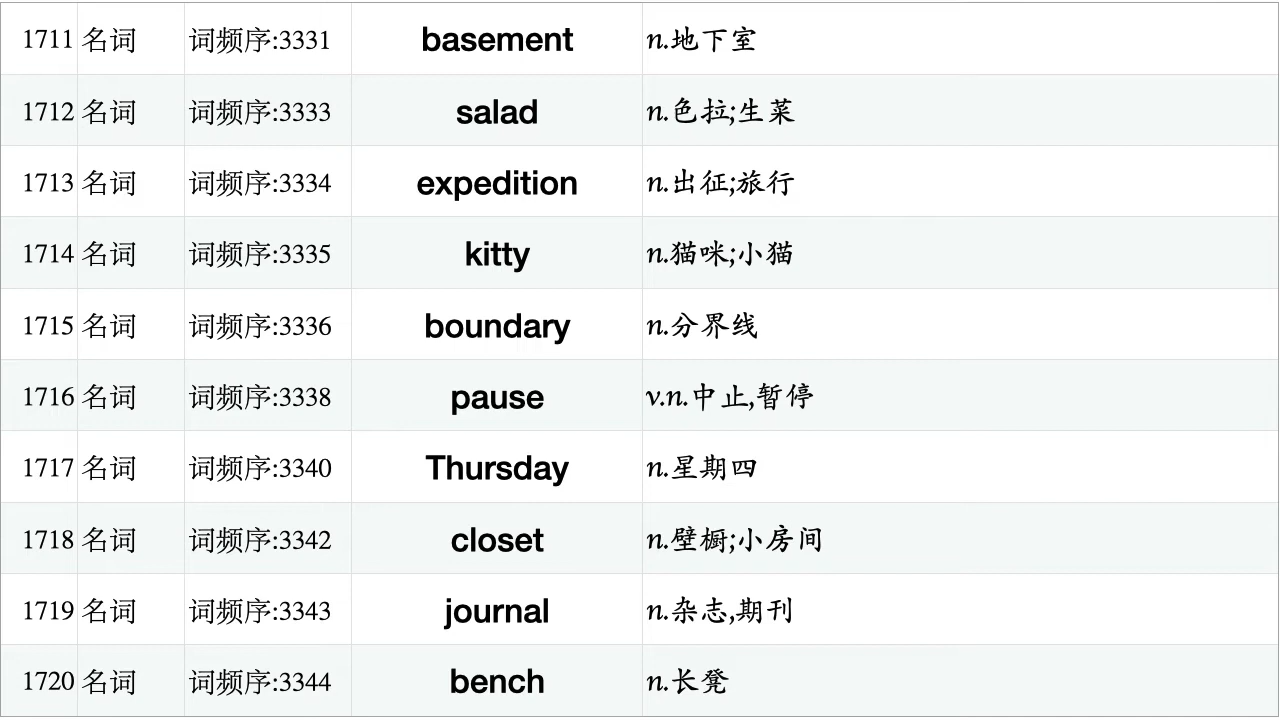 1711 名词 词频序:3331 basement n.地下室
1712 名词 词频序:3333 salad n.色拉;生菜
1713 名词 词频序:3334 expedition n.出征;旅行
1714 名词 词频序:3335 kitty n.猫咪;小猫
1715 名词 词频序:3336 boundary n.分界线
1716 名词 词频序:3338 pause v.n.中止,暂停
1717 名词 词频序:3340 Thursday n.星期四
1718 名词 词频序:3342 closet n.壁橱;小房间
1719 名词 词频序:3343 journal n.杂志,期刊
1720 名词 词频序:3344 bench n.长凳